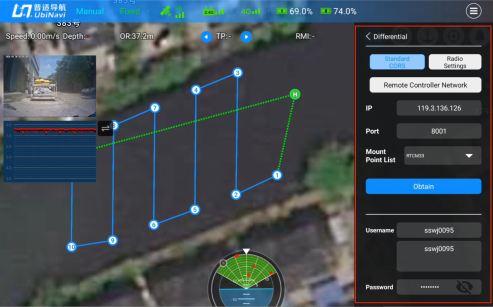 普适导航
UbiNavi
Manual
Fixed
4G
69.0%
74.0%
383号
Speed:0.00m/s Depth:-
OR:37.2m
TP:-
RMI:-
Differential
Standard
CORS
Radio
Settings
Remote Controller Network
IP
119.3.136.126
Port
8001
Mount
Point List
RTCM33
Obtain
Username
sswj0095
sswj0095
Password
········
H
1
2
3
4
5
6
7
8
9
10